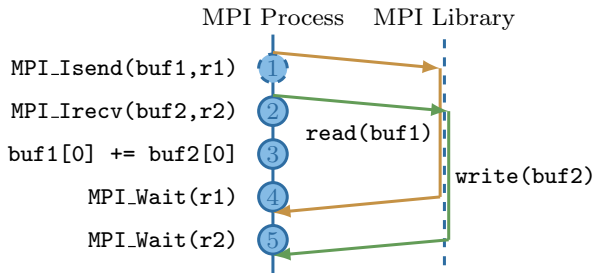 MPI Process MPI Library
MPI_Isend(buf1,r1) 1
MPI_Irecv(buf2,r2) 2
read(buf1)
buf1[0] += buf2[0] 3
write(buf2)
MPI_Wait(r1) 4
MPI_Wait(r2) 5